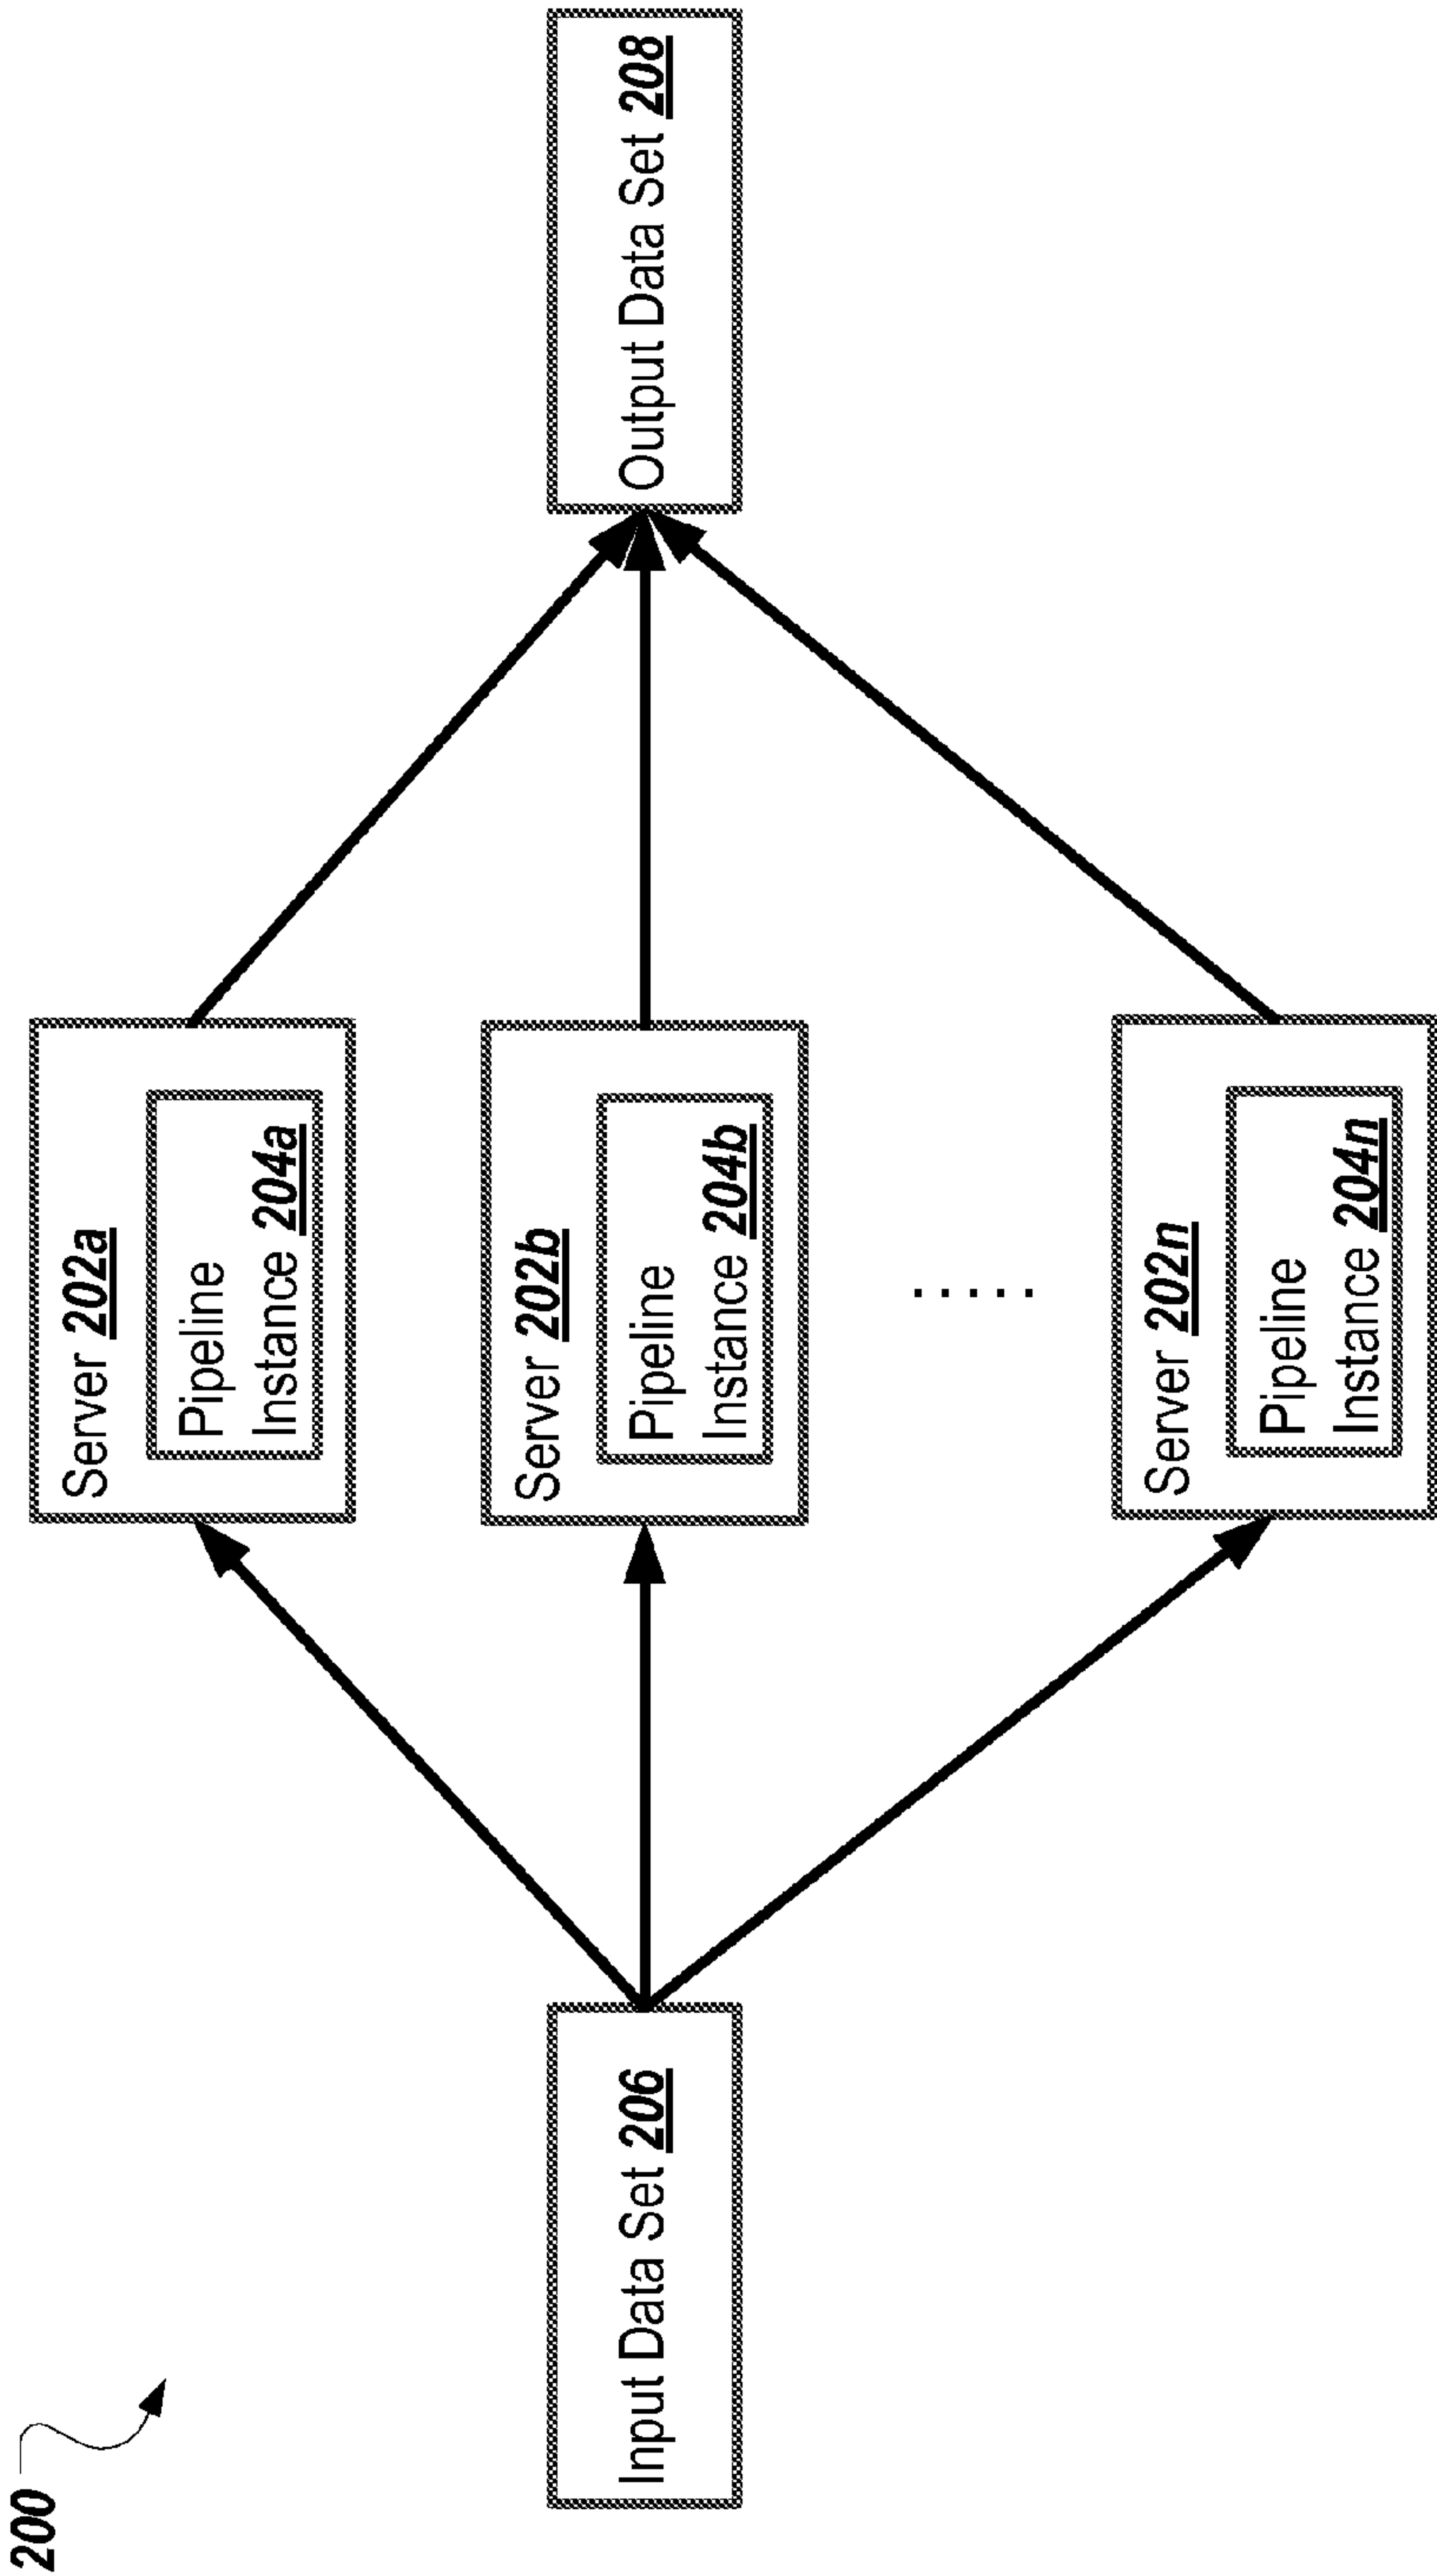 200
Input Data Set 206
Server 202a
Pipeline
Instance 204a
Server 202b
Pipeline
Instance 204b
.....
Server 202n
Pipeline
Instance 204n
Output Data Set 208